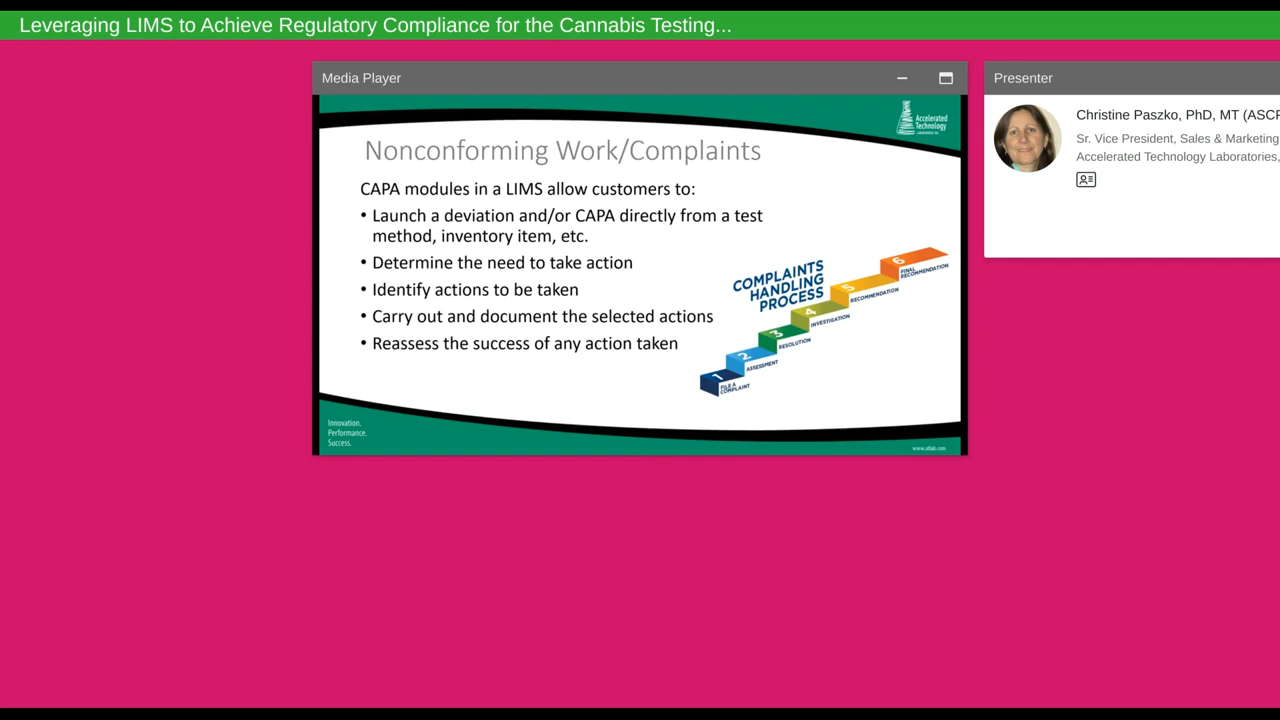 Leveraging LIMS to Achieve Regulatory Compliance for the Cannabis Testing...
Media Player
Presenter
Accelerated
Technology
Christine Paszko, PhD, MT (ASCP
Sr. Vice President, Sales & Marketing
Accelerated Technology Laboratories,
Nonconforming Work/Complaints
CAPA modules in a LIMS allow customers to:
• Launch a deviation and/or CAPA directly from a test
method, inventory item, etc.
• Determine the need to take action
• Identify actions to be taken
• Carry out and document the selected actions
• Reassess the success of any action taken
COMPLAINTS
HANDLING
PROCESS
1
FILE A
COMPLAINT
2
ASSESSMENT
3
RESOLUTION
4
INVESTIGATION
5
RECOMMENDATION
6
FINAL
RECOMMENDATION
Innovation.
Performance.
Success.
www.atlab.com